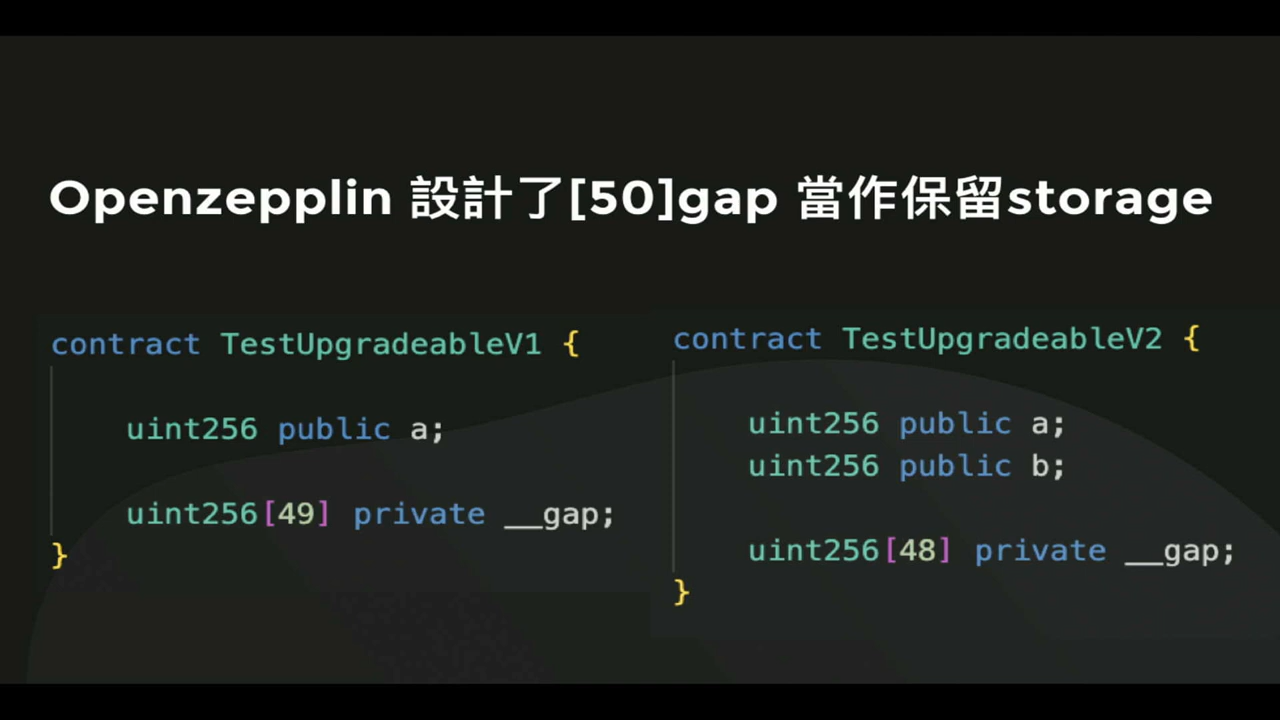 Openzepplin 設計了[50]gap 當作保留storage
contract TestUpgradeableV1 {
uint256 public a;
uint256[49] private __gap;
}
contract TestUpgradeableV2 {
uint256 public a;
uint256 public b;
uint256[48] private __gap;
}